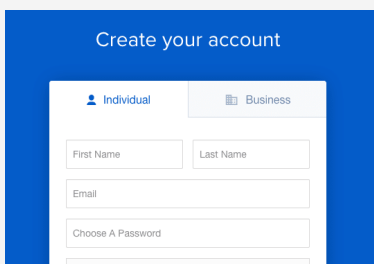 Create your account
Individual Business
First Name Last Name
Email
Choose A Password